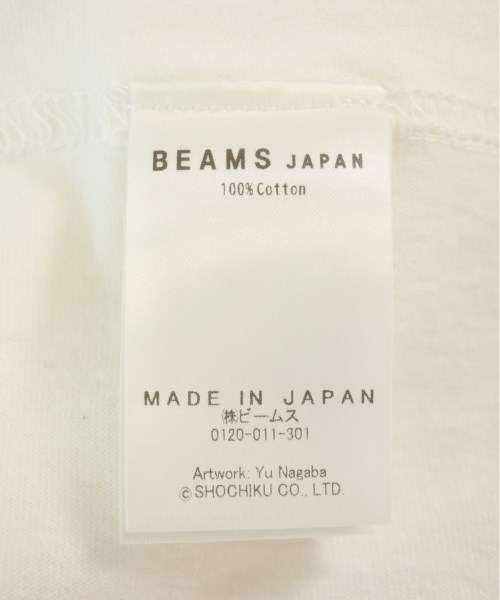 BEAMS JAPAN
100%Cotton
MADE IN JAPAN
㈱ビームス
0120-011-301
Artwork: Yu Nagaba
©SHOCHIKU CO., LTD.